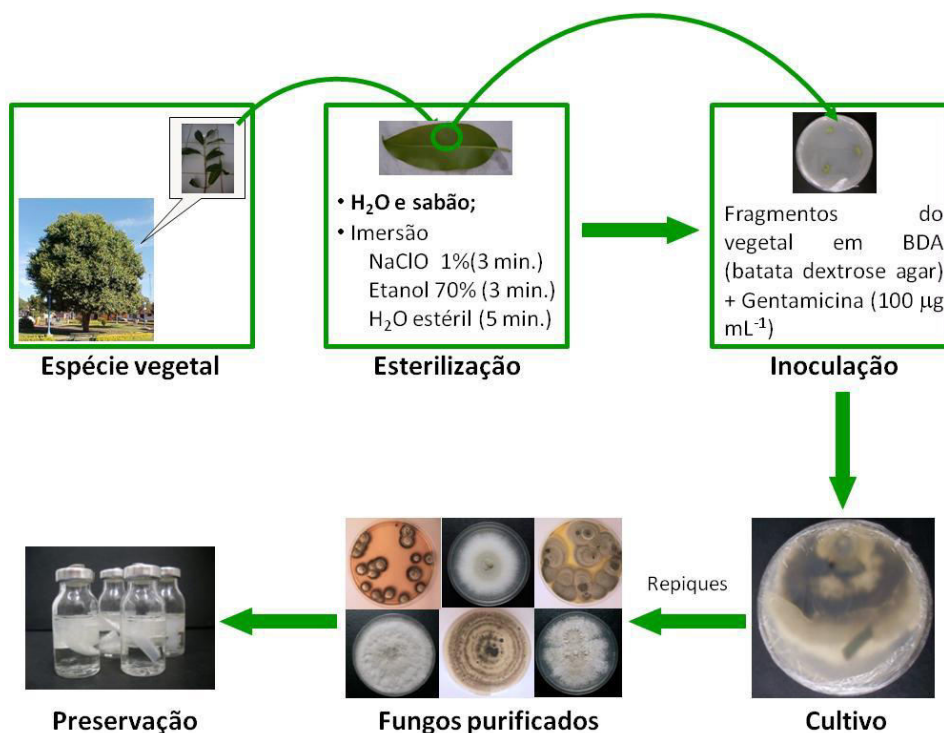 Espécie vegetal
• H₂O e sabão;
• Imersão
NaClO 1%(3 min.)
Etanol 70% (3 min.)
H₂O estéril (5 min.)
Esterilização
Fragmentos do
vegetal em BDA
(batata dextrose agar)
+ Gentamicina (100 µg
mL⁻¹)
Inoculação
Cultivo
Repiques
Fungos purificados
Preservação